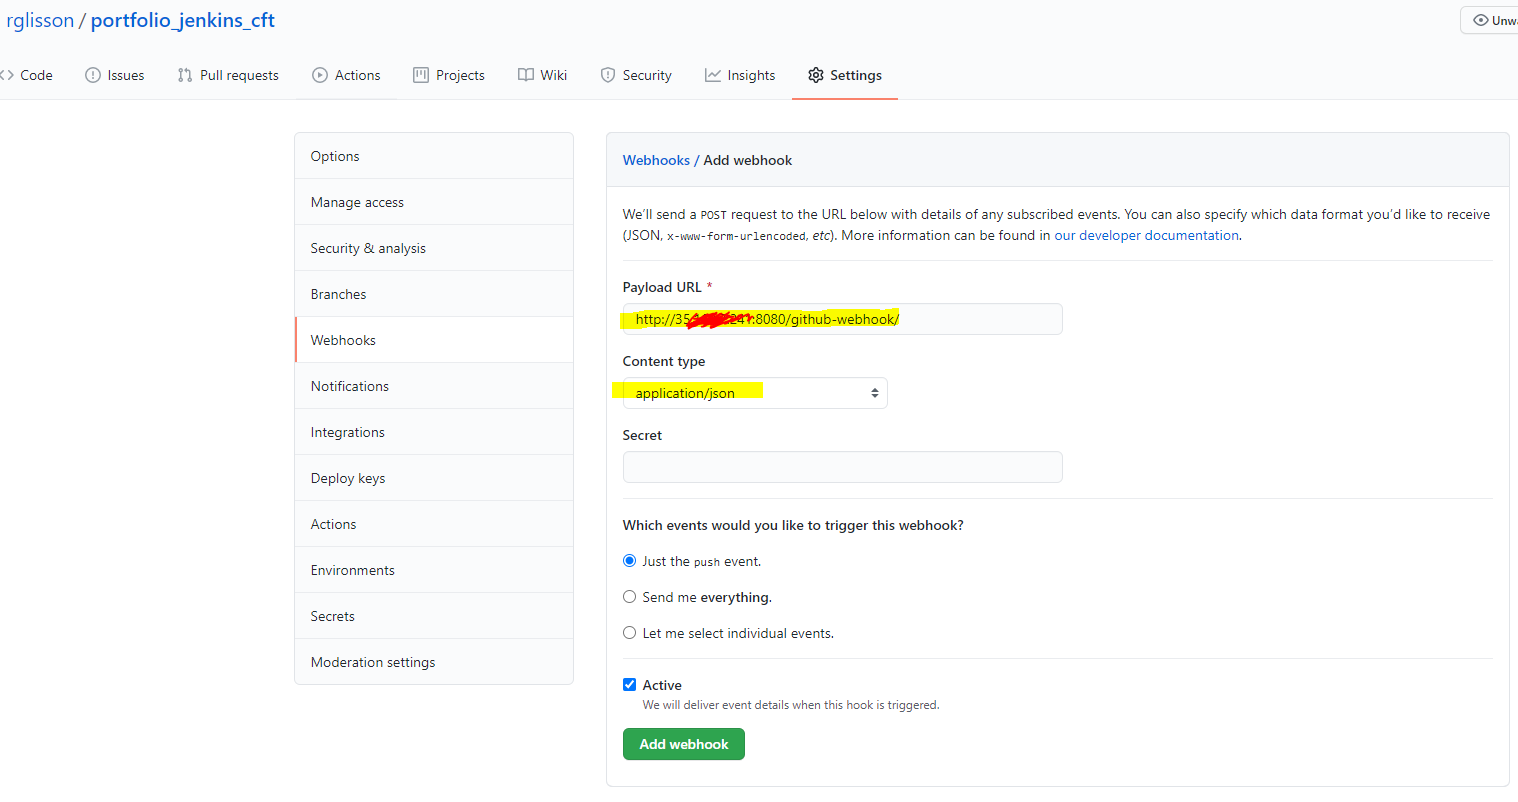 rglisson / portfolio_jenkins_cft
Code Issues Pull requests Actions Projects Wiki Security Insights Settings
Options
Manage access
Security & analysis
Branches
Webhooks
Notifications
Integrations
Deploy keys
Actions
Environments
Secrets
Moderation settings
Webhooks / Add webhook
We'll send a POST request to the URL below with details of any subscribed events. You can also specify which data format you'd like to receive
(JSON, x-www-form-urlencoded, etc). More information can be found in our developer documentation.
Payload URL *
:8080/github-webhook/
Content type
application/json
Secret
Which events would you like to trigger this webhook?
Just the push event.
Send me everything.
Let me select individual events.
Active
We will deliver event details when this hook is triggered.
Add webhook